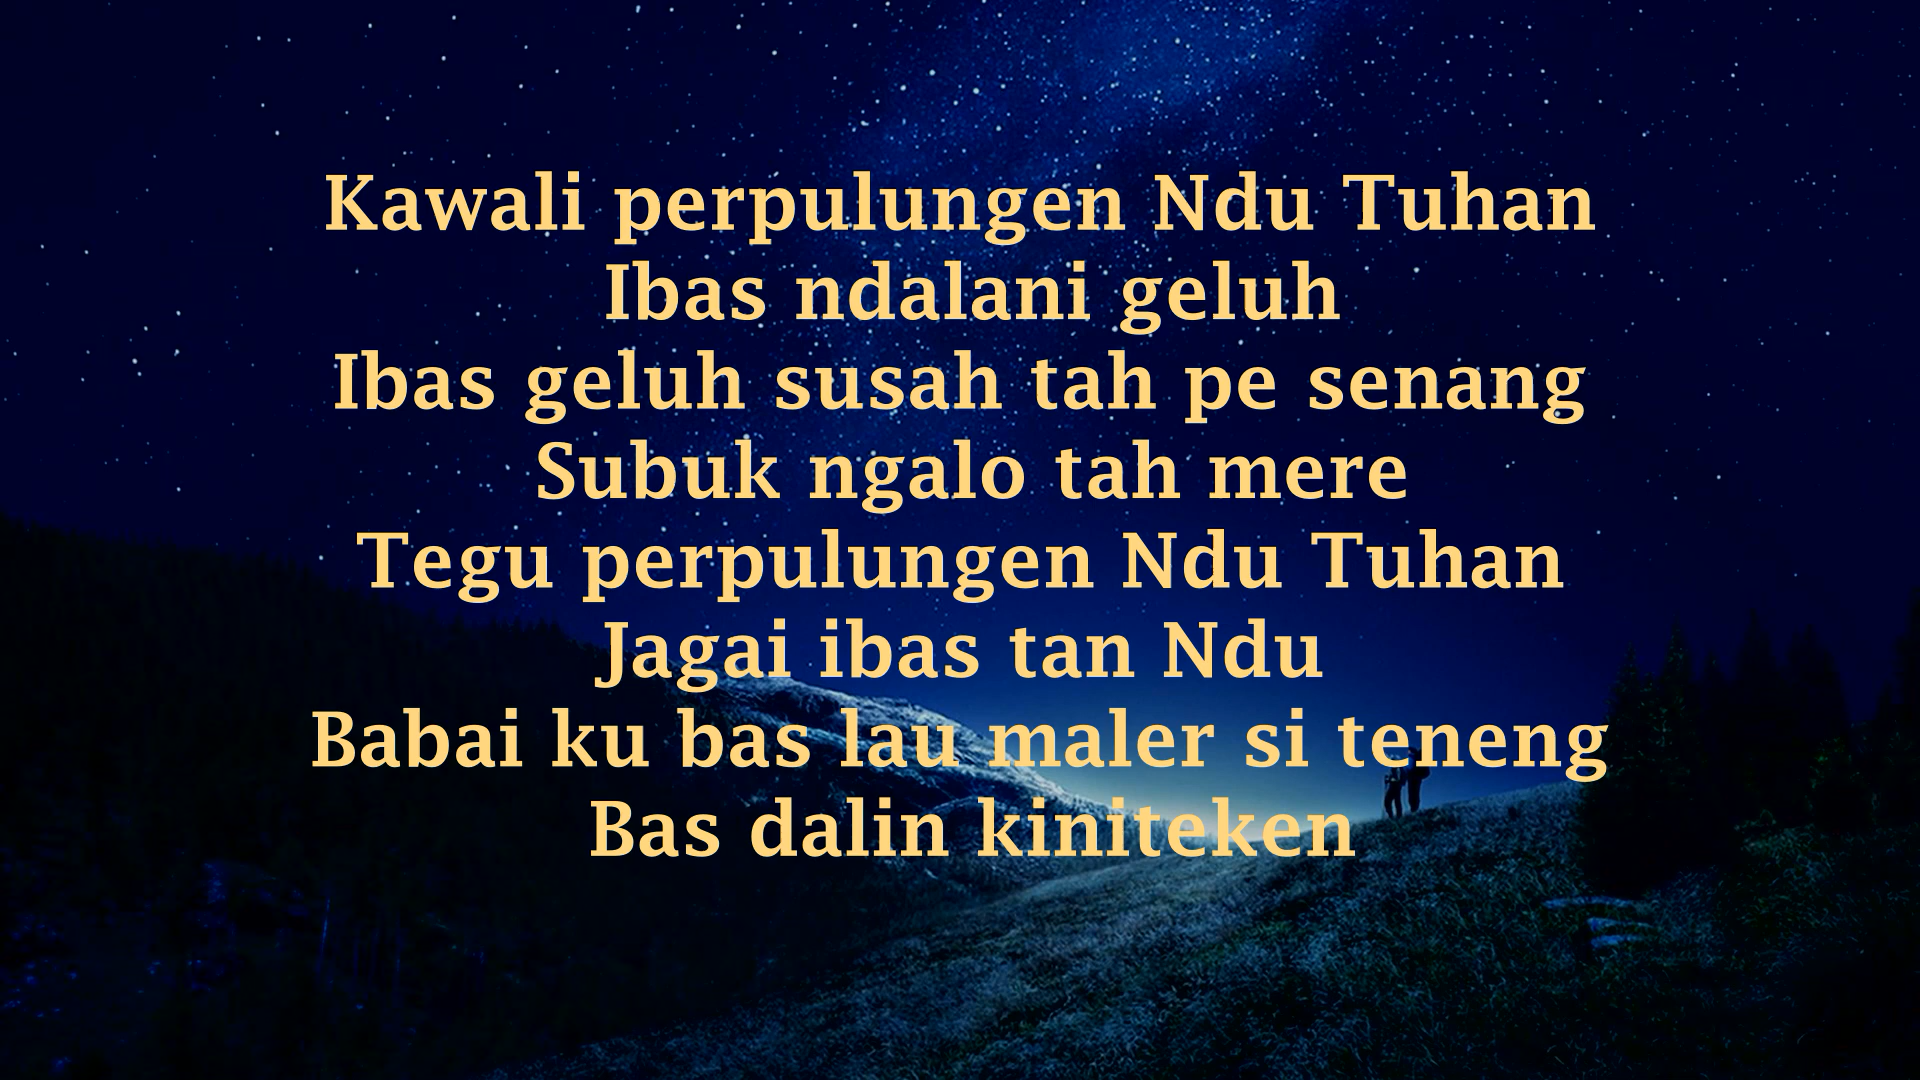 Kawali perpulungen Ndu Tuhan
Ibas ndalani geluh
Ibas geluh susah tah pe senang
Subuk ngalo tah mere
Tegu perpulungen Ndu Tuhan
Jagai ibas tan Ndu
Babai ku bas lau maler si teneng
Bas dalin kiniteken